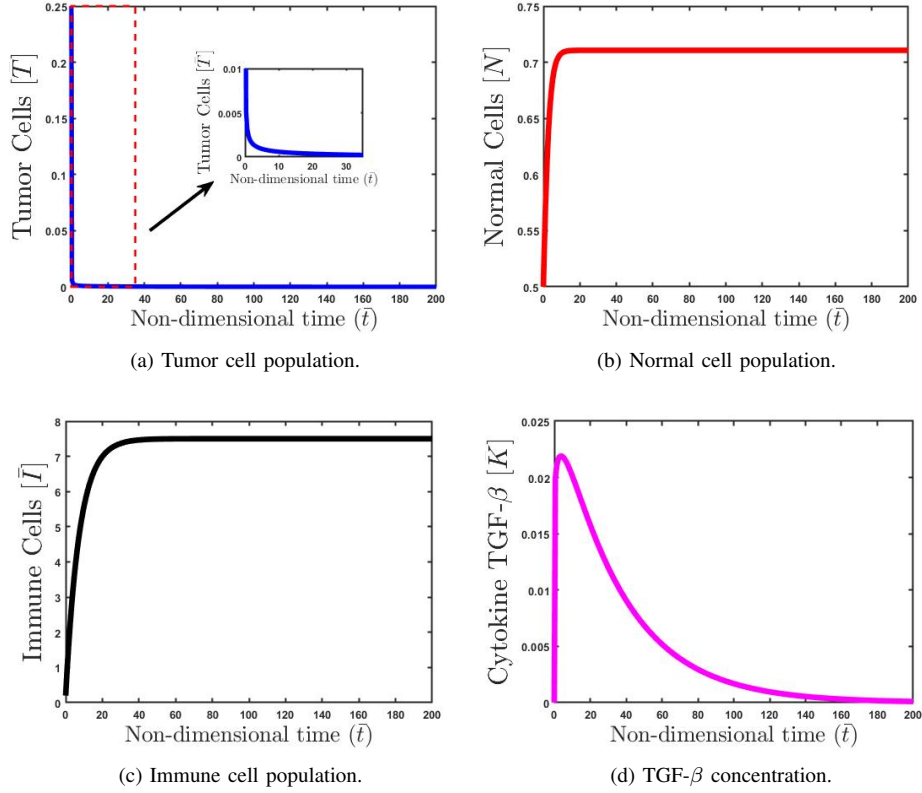 0.25
0.2
0.15
0.1
0.05
0
0 20 40 60 80 100 120 140 160 180 200
Tumor Cells [T̄]
Non-dimensional time (t̄)
0.01
0.005
0
0 10 20 30
Tumor Cells [T̄]
Non-dimensional time (t̄)
(a) Tumor cell population.
0.75
0.7
0.65
0.6
0.55
0.5
0 20 40 60 80 100 120 140 160 180 200
Normal Cells [N̄]
Non-dimensional time (t̄)
(b) Normal cell population.
8
7
6
5
4
3
2
1
0
0 20 40 60 80 100 120 140 160 180 200
Immune Cells [Ī]
Non-dimensional time (t̄)
(c) Immune cell population.
0.025
0.02
0.015
0.01
0.005
0
0 20 40 60 80 100 120 140 160 180 200
Cytokine TGF-β [K̄]
Non-dimensional time (t̄)
(d) TGF-β concentration.